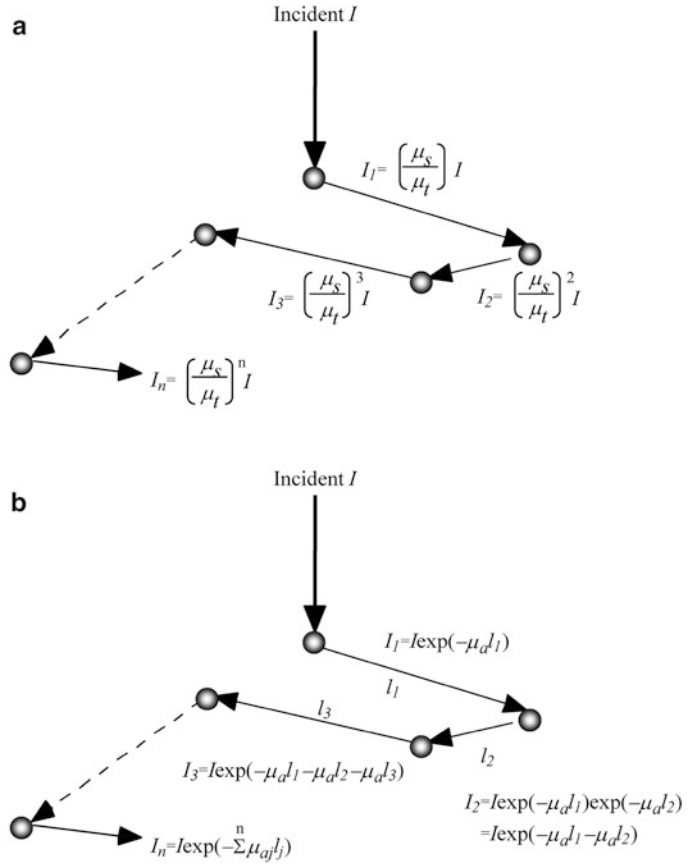 a
Incident I
I₁= (μₛ/μₜ) I
I₃= (μₛ/μₜ)³ I
I₂= (μₛ/μₜ)² I
Iₙ= (μₛ/μₜ)ⁿ I
b
Incident I
I₁=Iexp(−μₐl₁)
l₁
l₃
l₂
I₃=Iexp(−μₐl₁−μₐl₂−μₐl₃)
I₂=Iexp(−μₐl₁)exp(−μₐl₂)
=Iexp(−μₐl₁−μₐl₂)
Iₙ=Iexp(−Σⁿμₐⱼlⱼ)